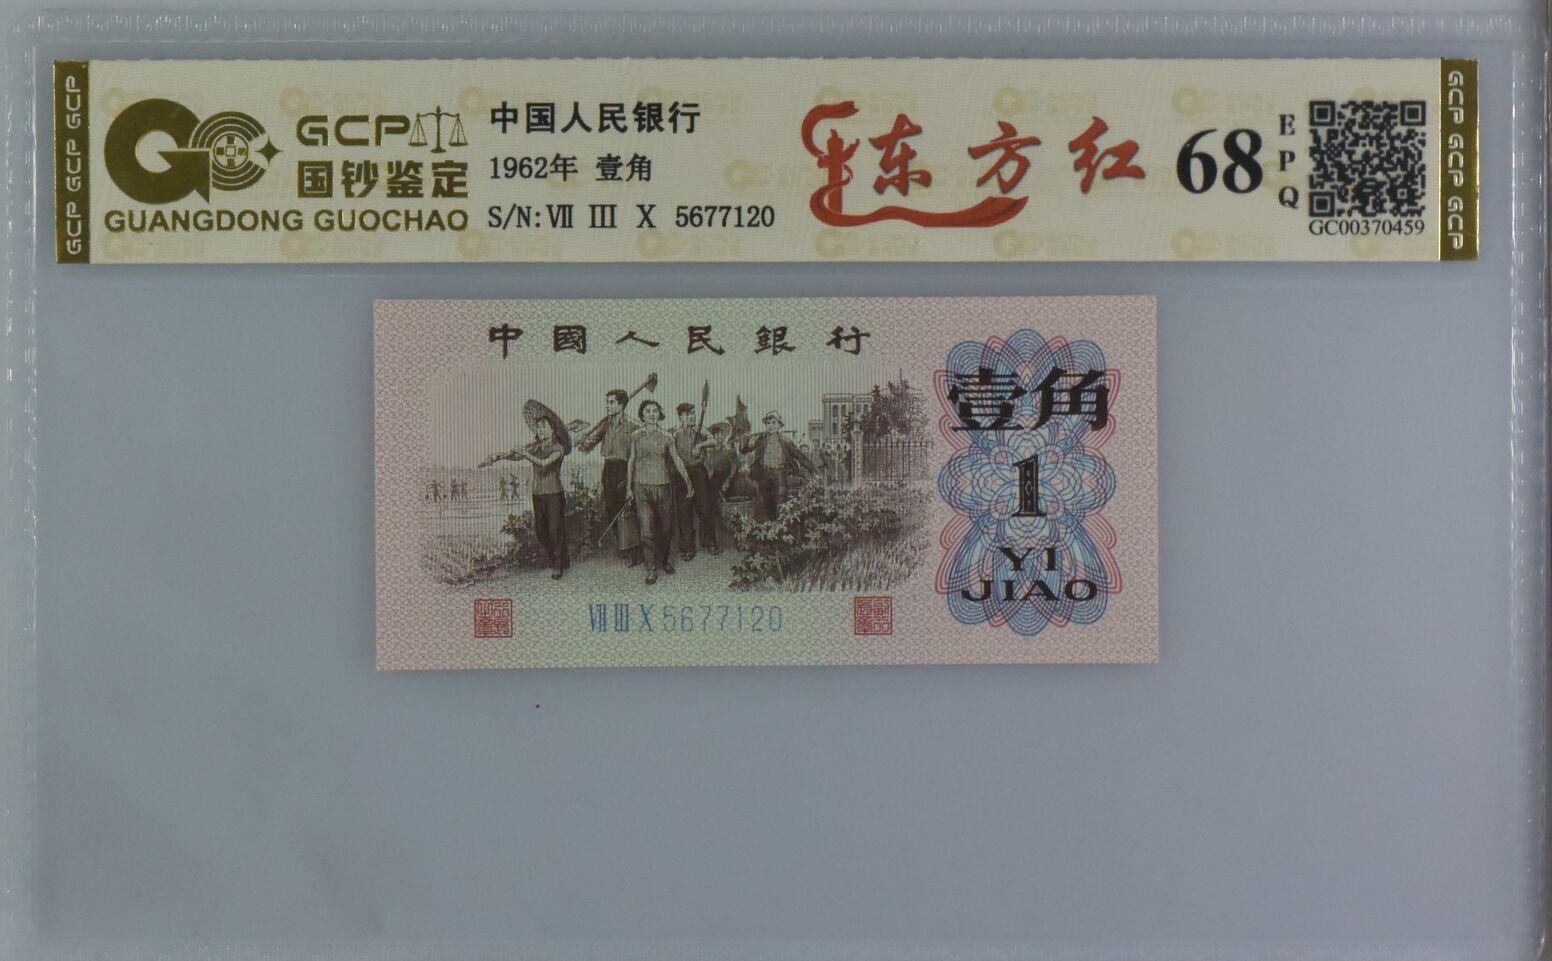 GCP GCP GCP
GCP
国钞鉴定
GUANGDONG GUOCHAO
中国人民银行
1962年 壹角
S/N: Ⅶ Ⅲ Ⅹ 5677120
东方红
68
EPQ
GC00370459
GCP GCP GCP
中國人民銀行
壹角
1
YI
JIAO
Ⅶ Ⅲ Ⅹ 5677120